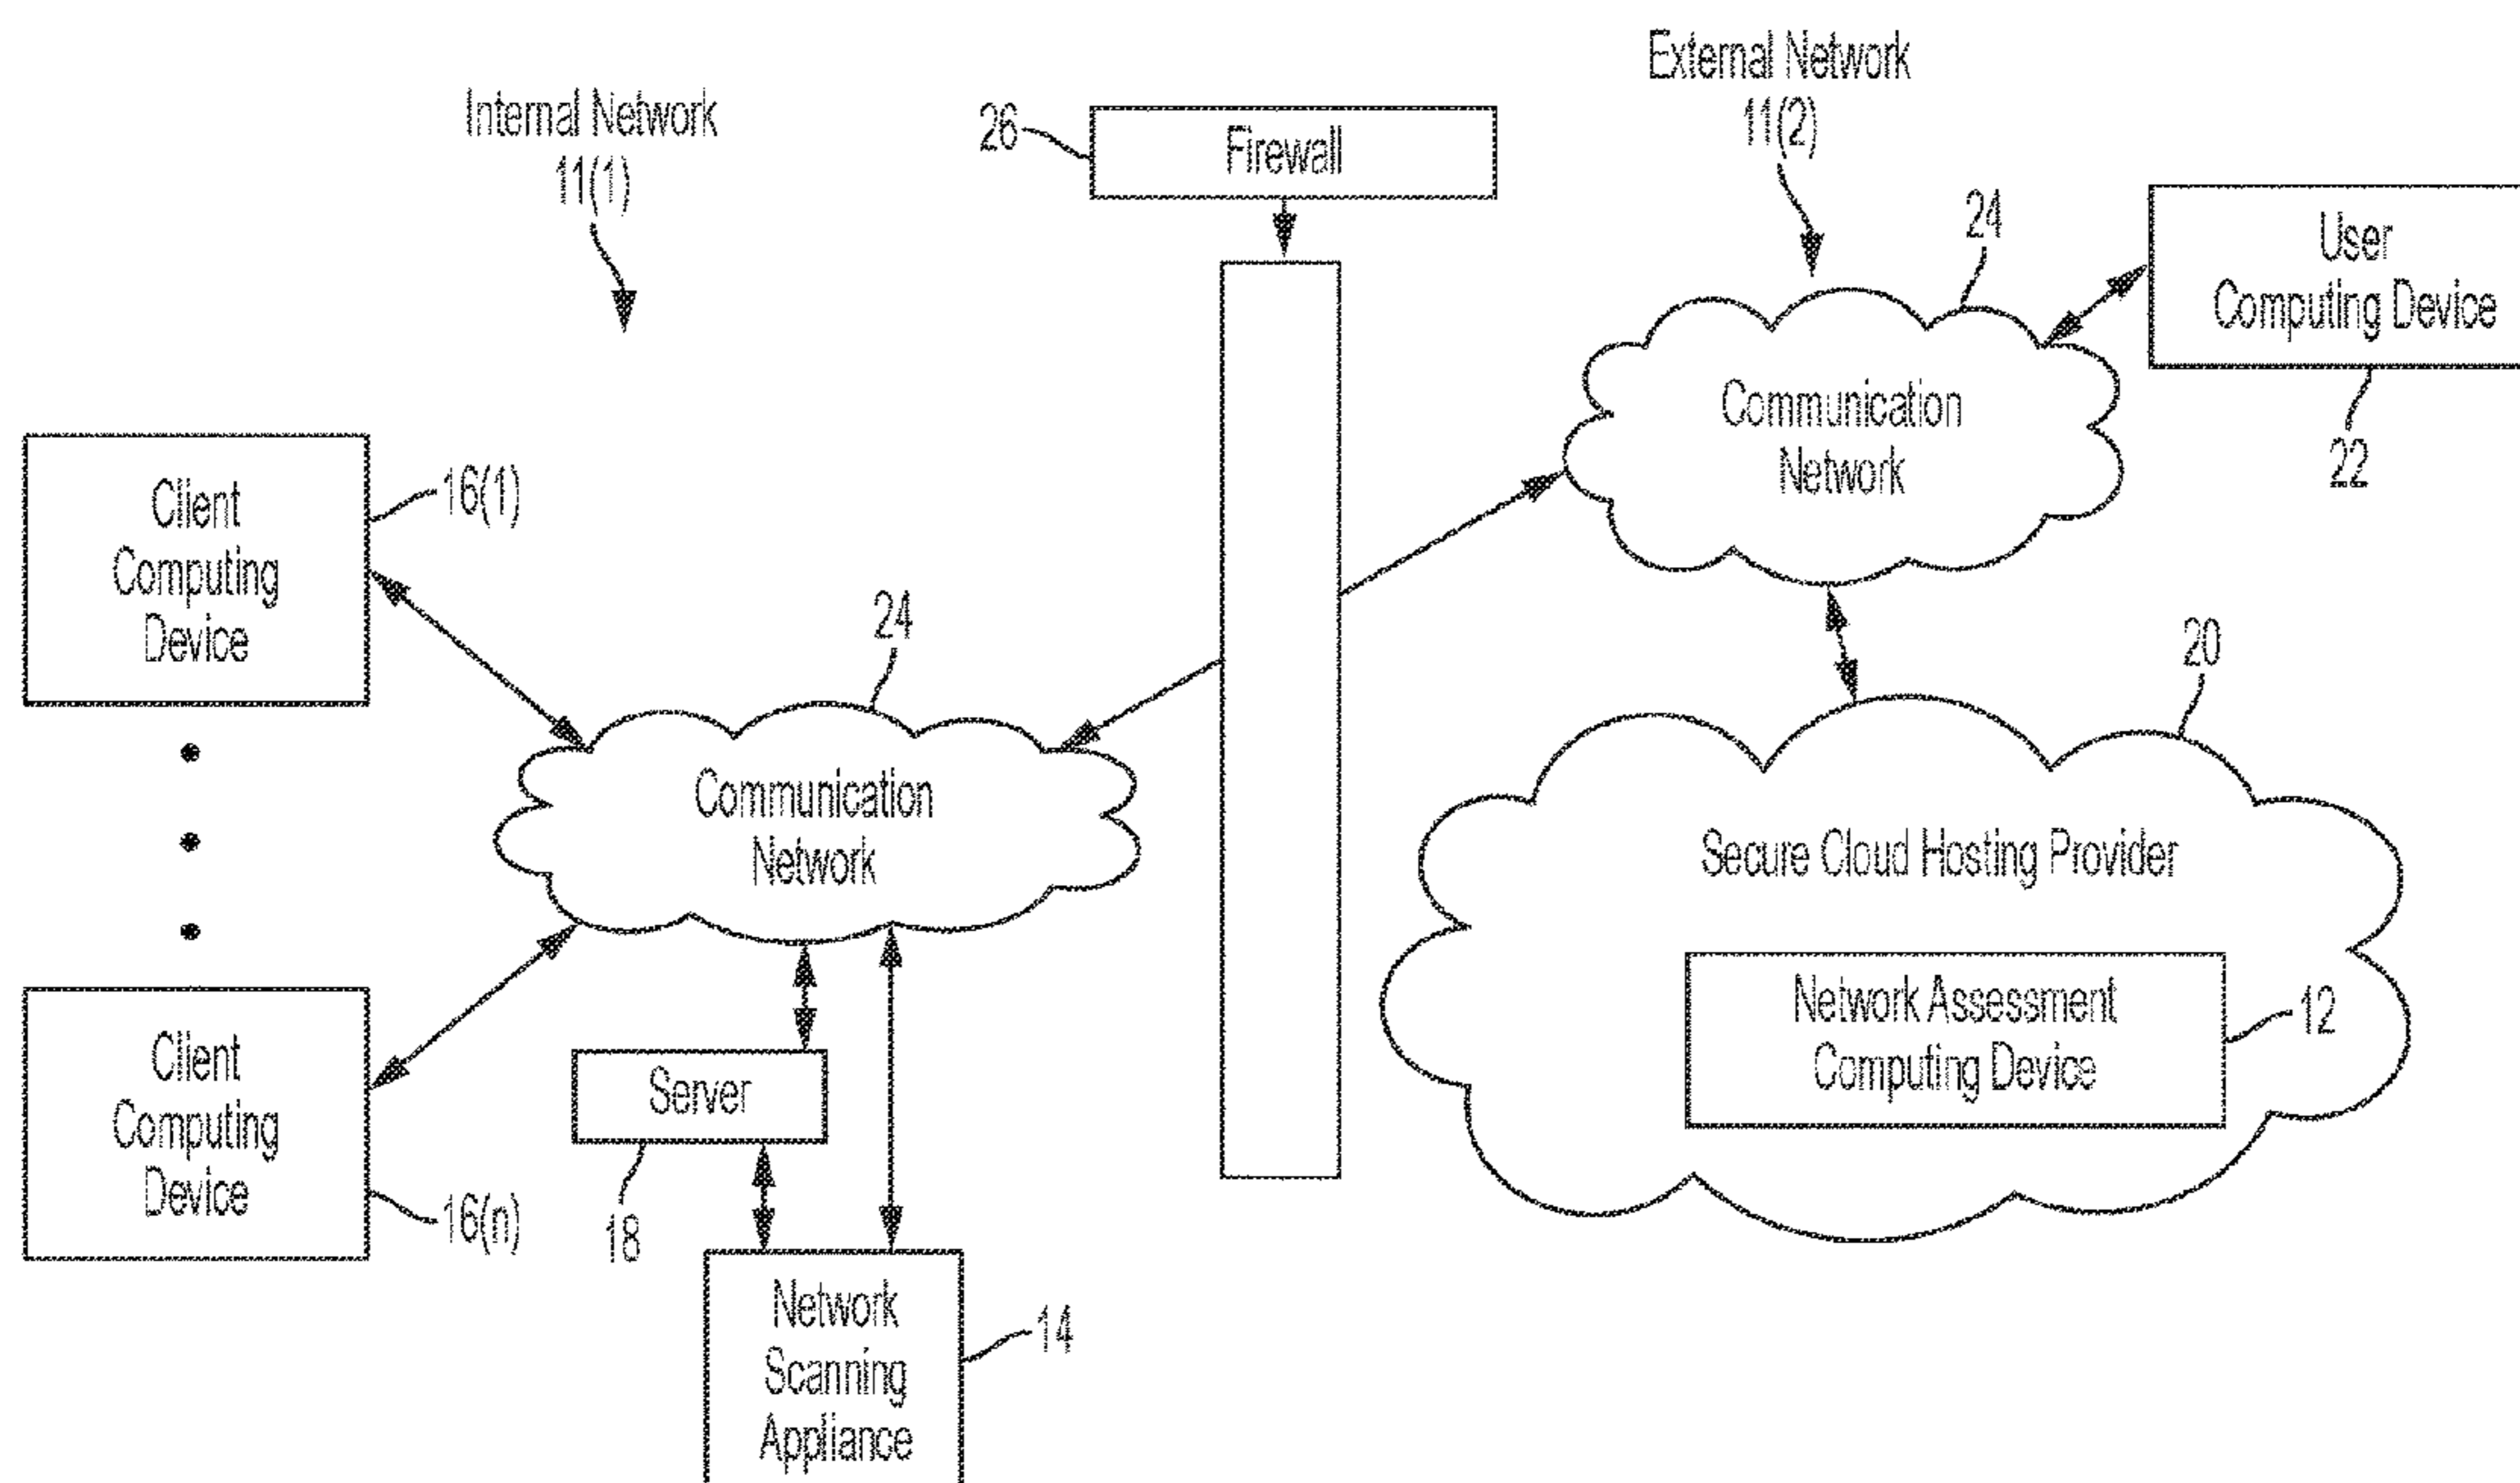 Internal Network
11(1)
26
Firewall
External Network
11(2)
24
User
Computing Device
22
Communication
Network
Client
Computing
Device
16(1)
24
Communication
Network
20
Secure Cloud Hosting Provider
Network Assessment
Computing Device
12
Client
Computing
Device
16(n)
Server
18
Network
Scanning
Appliance
14